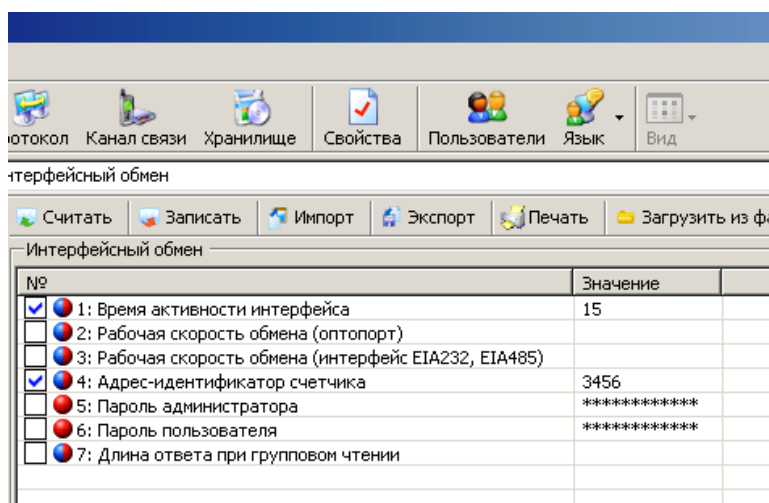 ротокол Канал связи Хранилище Свойства Пользователи Язык Вид
нтерфейсный обмен
Считать Записать Импорт Экспорт Печать Загрузить из фа
Интерфейсный обмен
№ Значение
1: Время активности интерфейса 15
2: Рабочая скорость обмена (оптопорт)
3: Рабочая скорость обмена (интерфейс EIA232, EIA485)
4: Адрес-идентификатор счетчика 3456
5: Пароль администратора ************
6: Пароль пользователя ************
7: Длина ответа при групповом чтении